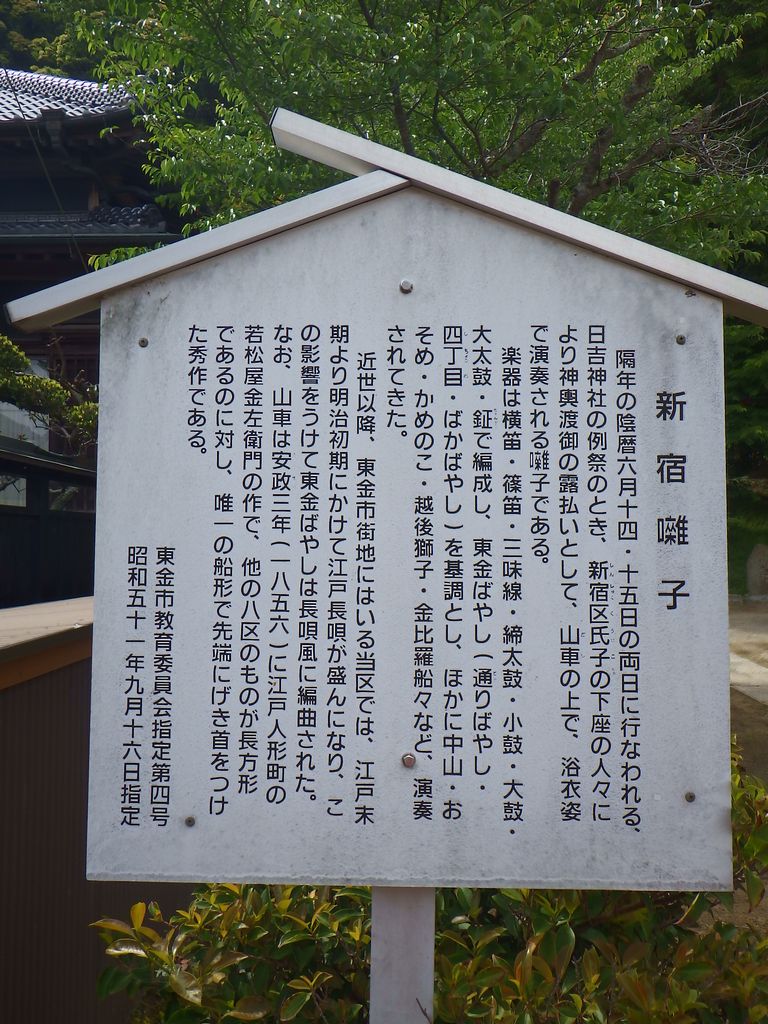 新宿囃子
隔年の陰暦六月十四・十五日の両日に行なわれる、
日吉神社の例祭のとき、新宿区氏子の下座の人々に
より神輿渡御の露払いとして、山車の上で、浴衣姿
で演奏される囃子である。
楽器は横笛・篠笛・三味線・締太鼓・小鼓・大鼓・
大太鼓・鉦で編成し、東金ばやし(通りばやし・
四丁目・ばかばやし)を基調とし、ほかに中山・お
そめ・かめのこ・越後獅子・金比羅船々など、演奏
されてきた。
近世以降、東金市街地にはいる当区では、江戸末
期より明治初期にかけて江戸長唄が盛んになり、こ
の影響をうけて東金ばやしは長唄風に編曲された。
なお、山車は安政三年(一八五六)に江戸人形町の
若松屋金左衛門の作で、他の八区のものが長方形
であるのに対し、唯一の船形で先端にげき首をつけ
た秀作である。
東金市教育委員会指定第四号
昭和五十一年九月十六日指定